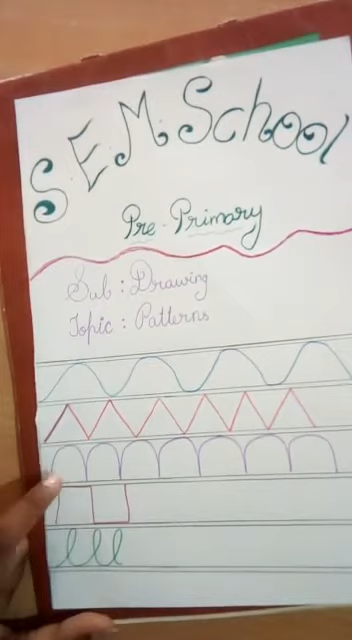 S.E.M.School
Pre-Primary
Sub : Drawing
Topic : Patterns